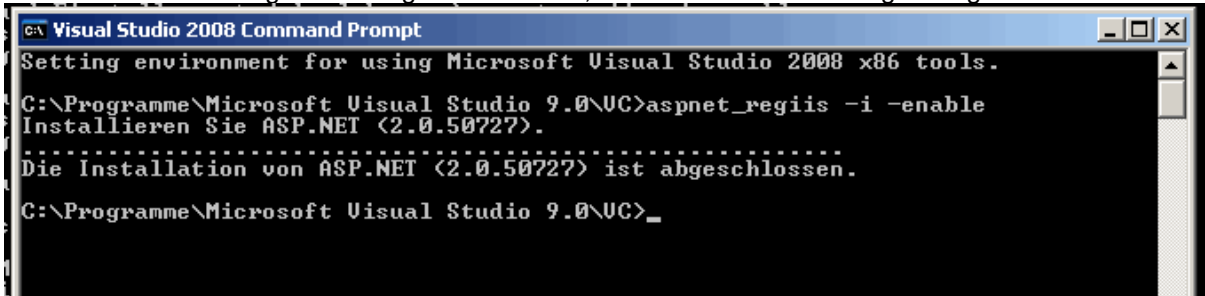 Visual Studio 2008 Command Prompt
Setting environment for using Microsoft Visual Studio 2008 x86 tools.
C:\Programme\Microsoft Visual Studio 9.0\VC>aspnet_regiis -i -enable
Installieren Sie ASP.NET (2.0.50727).
..........................................................
Die Installation von ASP.NET (2.0.50727) ist abgeschlossen.
C:\Programme\Microsoft Visual Studio 9.0\VC>_